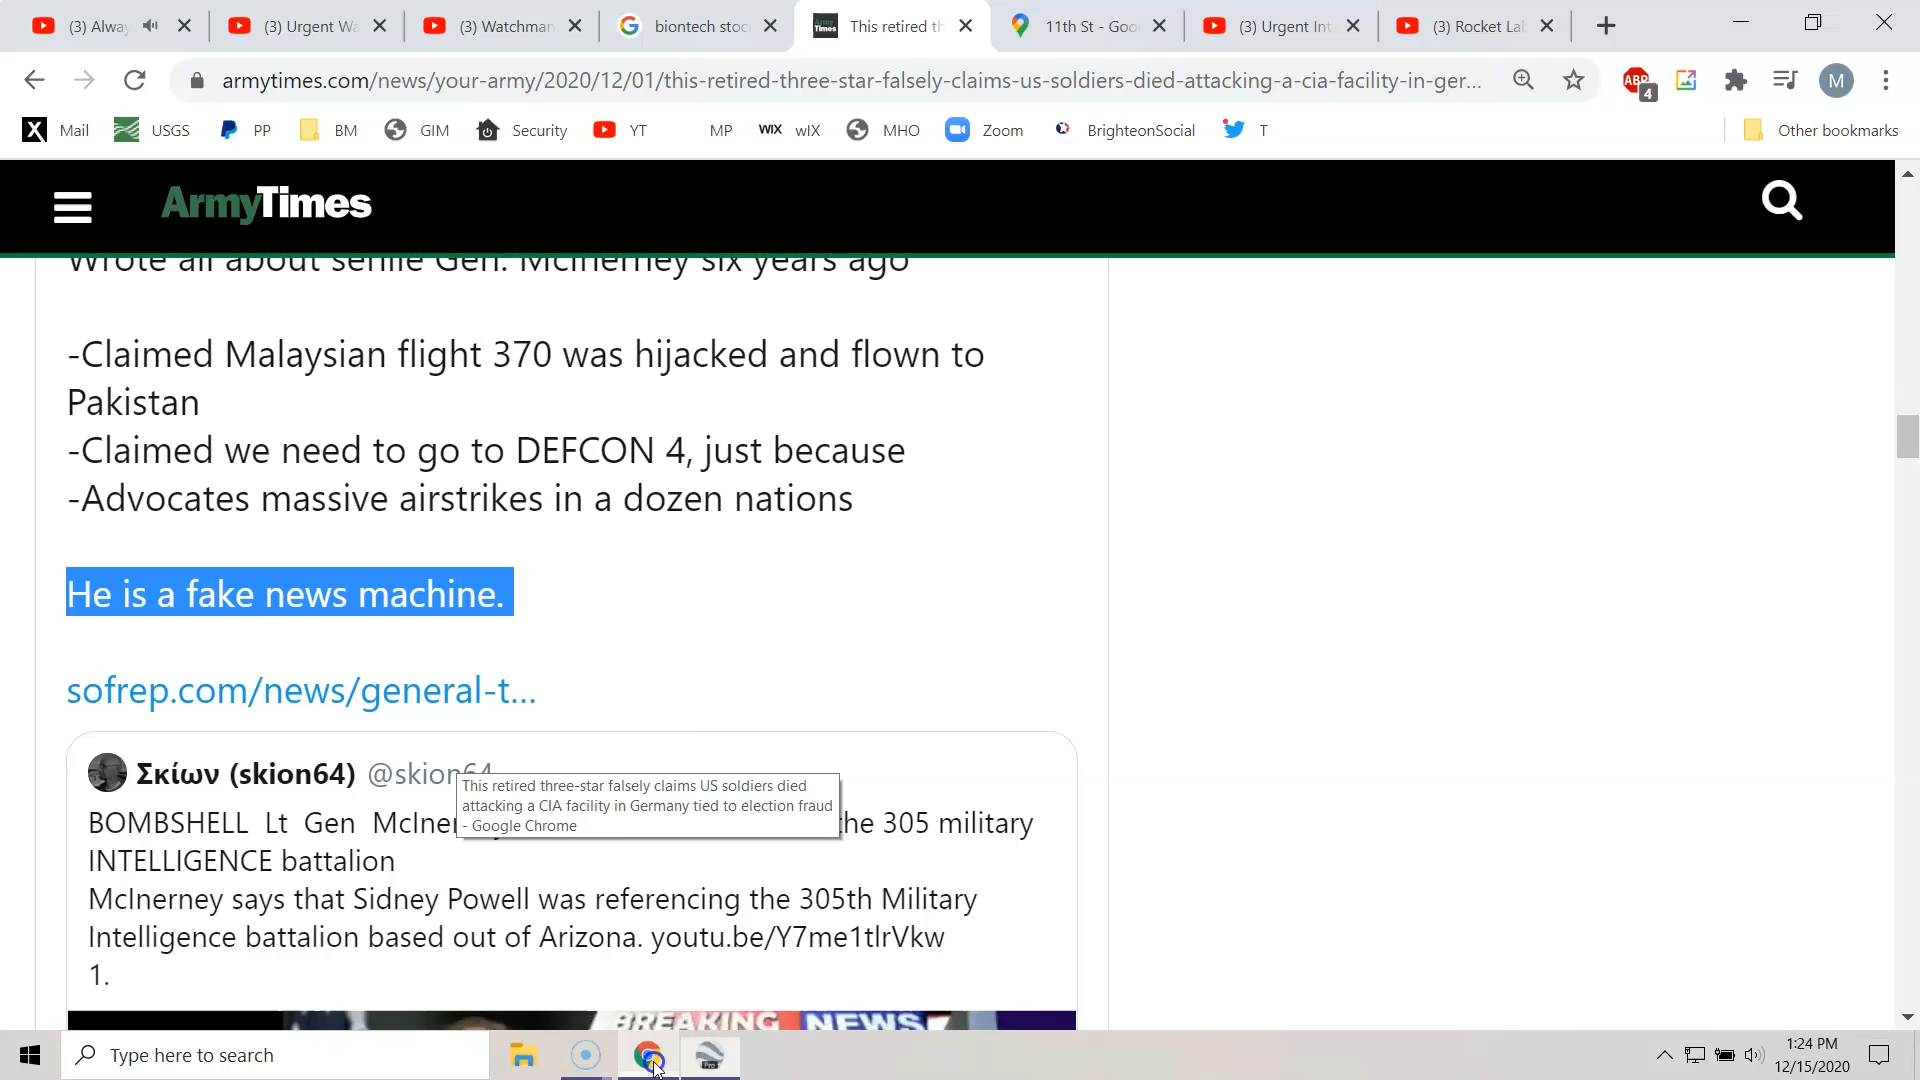 (3) Alway
(3) Urgent Wa
(3) Watchman
biontech stoc
This retired th
11th St - Goo
(3) Urgent Int
(3) Rocket Lab
armytimes.com/news/your-army/2020/12/01/this-retired-three-star-falsely-claims-us-soldiers-died-attacking-a-cia-facility-in-ger...
ABP
4
M
X Mail
USGS
PP
BM
GIM
Security
YT
MP
WIX wIX
MHO
Zoom
BrighteonSocial
T
Other bookmarks
ArmyTimes
Wrote all about senile Gen. McInerney six years ago
-Claimed Malaysian flight 370 was hijacked and flown to
Pakistan
-Claimed we need to go to DEFCON 4, just because
-Advocates massive airstrikes in a dozen nations
He is a fake news machine.
sofrep.com/news/general-t...
Σκίων (skion64) @skion64
This retired three-star falsely claims US soldiers died
attacking a CIA facility in Germany tied to election fraud
- Google Chrome
BOMBSHELL Lt Gen McIner the 305 military
INTELLIGENCE battalion
McInerney says that Sidney Powell was referencing the 305th Military
Intelligence battalion based out of Arizona. youtu.be/Y7me1tlrVkw
1.
BREAKING NEWS
Type here to search
1:24 PM
12/15/2020